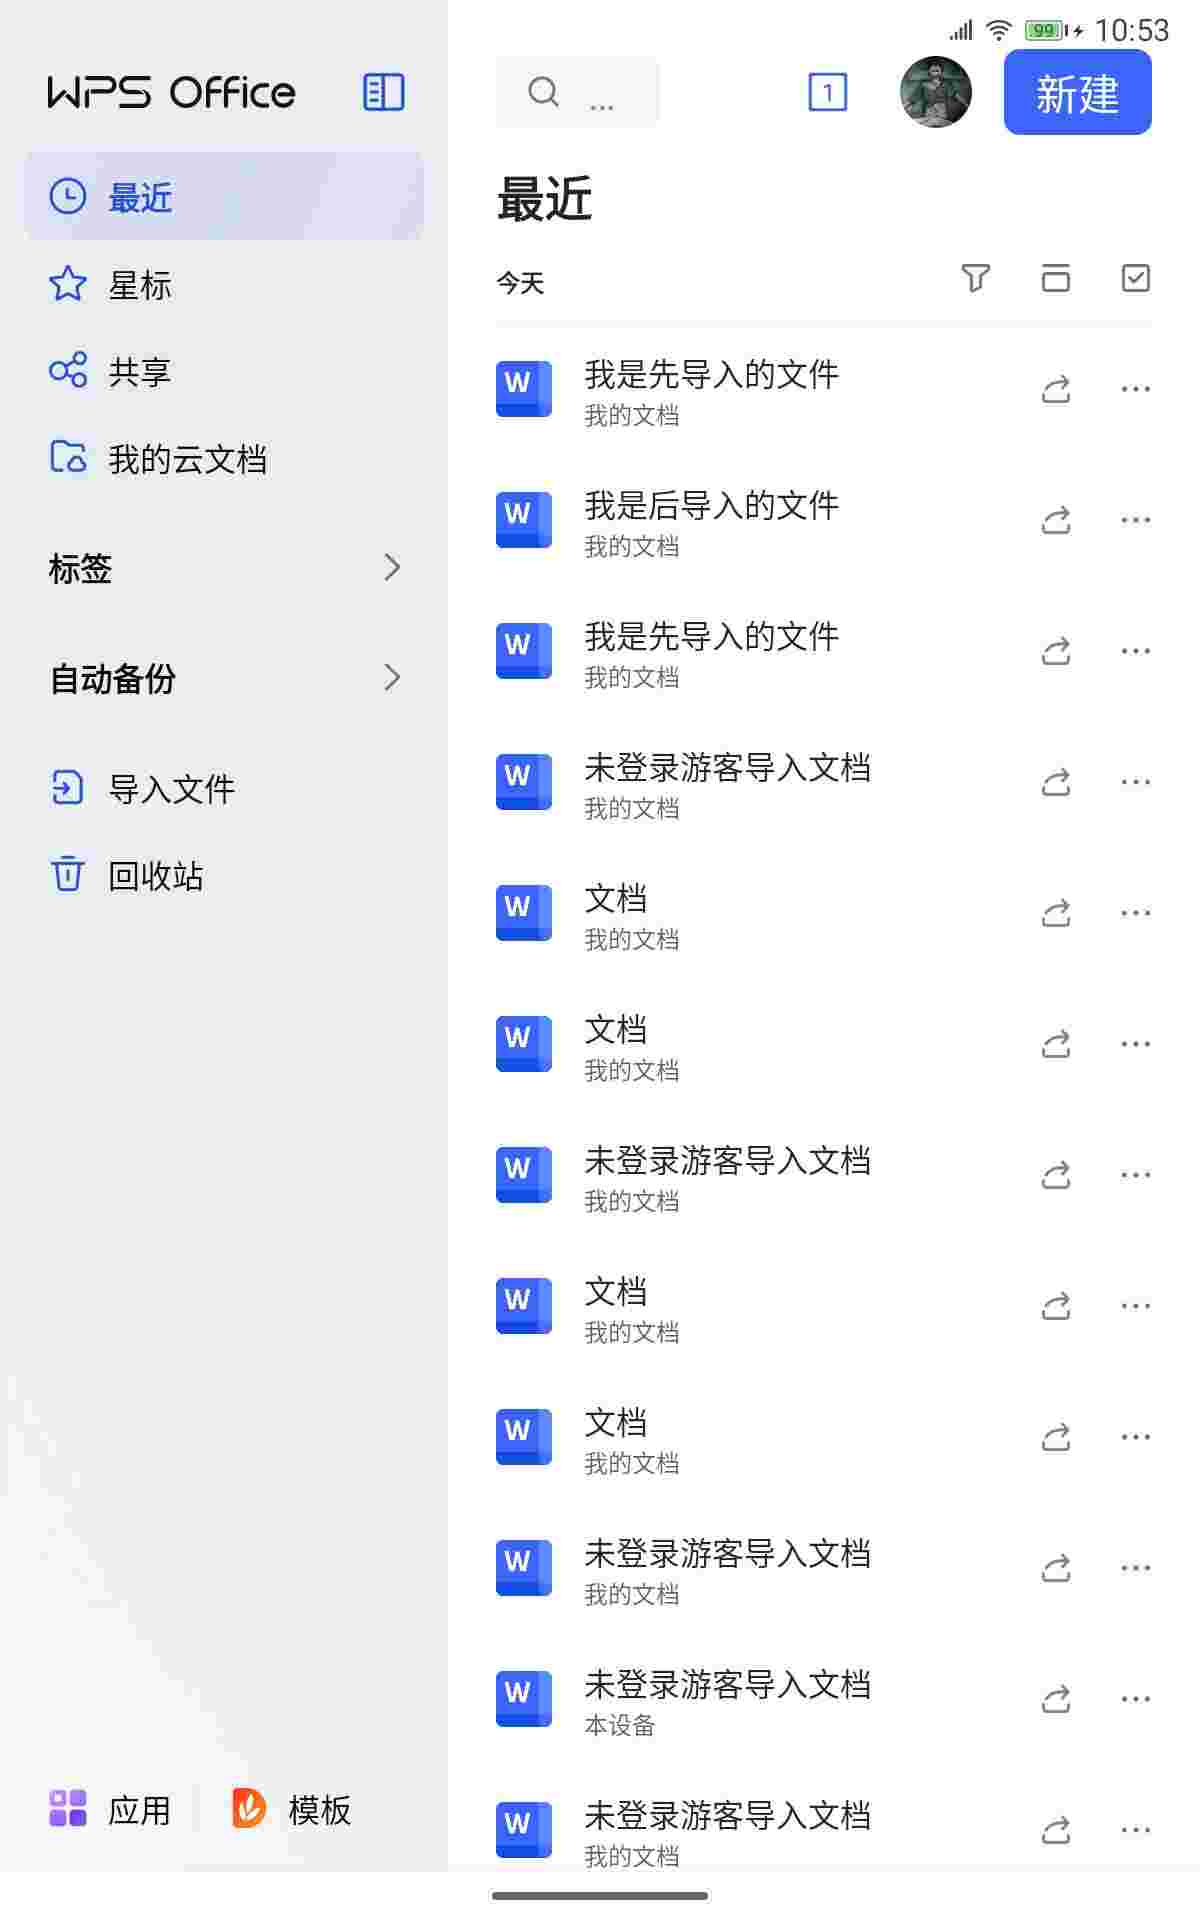 99 10:53
WPS Office
... 1 新建
最近
星标
共享
我的云文档
标签
自动备份
导入文件
回收站
应用 模板
最近
今天
W 我是先导入的文件
我的文档
W 我是后导入的文件
我的文档
W 我是先导入的文件
我的文档
W 未登录游客导入文档
我的文档
W 文档
我的文档
W 文档
我的文档
W 未登录游客导入文档
我的文档
W 文档
我的文档
W 文档
我的文档
W 未登录游客导入文档
我的文档
W 未登录游客导入文档
本设备
W 未登录游客导入文档
我的文档